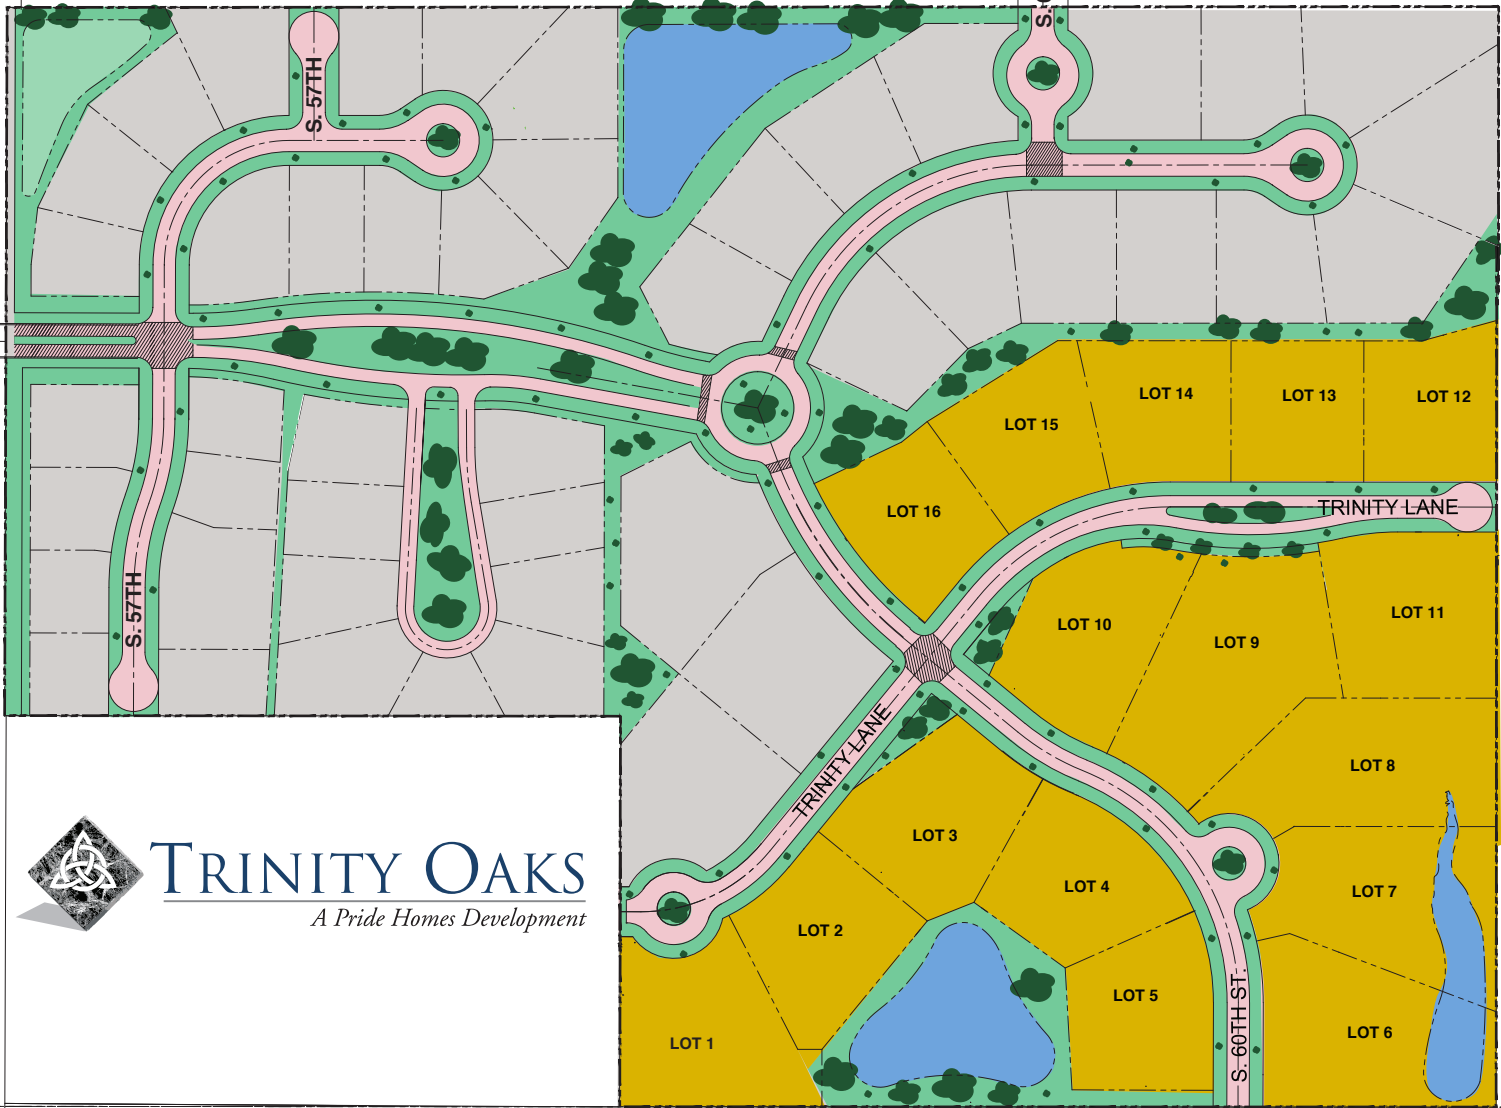 S. 57TH
LOT 14
LOT 13
LOT 12
LOT 15
LOT 16
TRINITY LANE
LOT 10
LOT 9
LOT 11
S. 57TH
TRINITY LANE
LOT 8
LOT 3
LOT 4
LOT 7
LOT 2
LOT 5
LOT 1
LOT 6
S. 60TH ST.
TRINITY OAKS
A Pride Homes Development